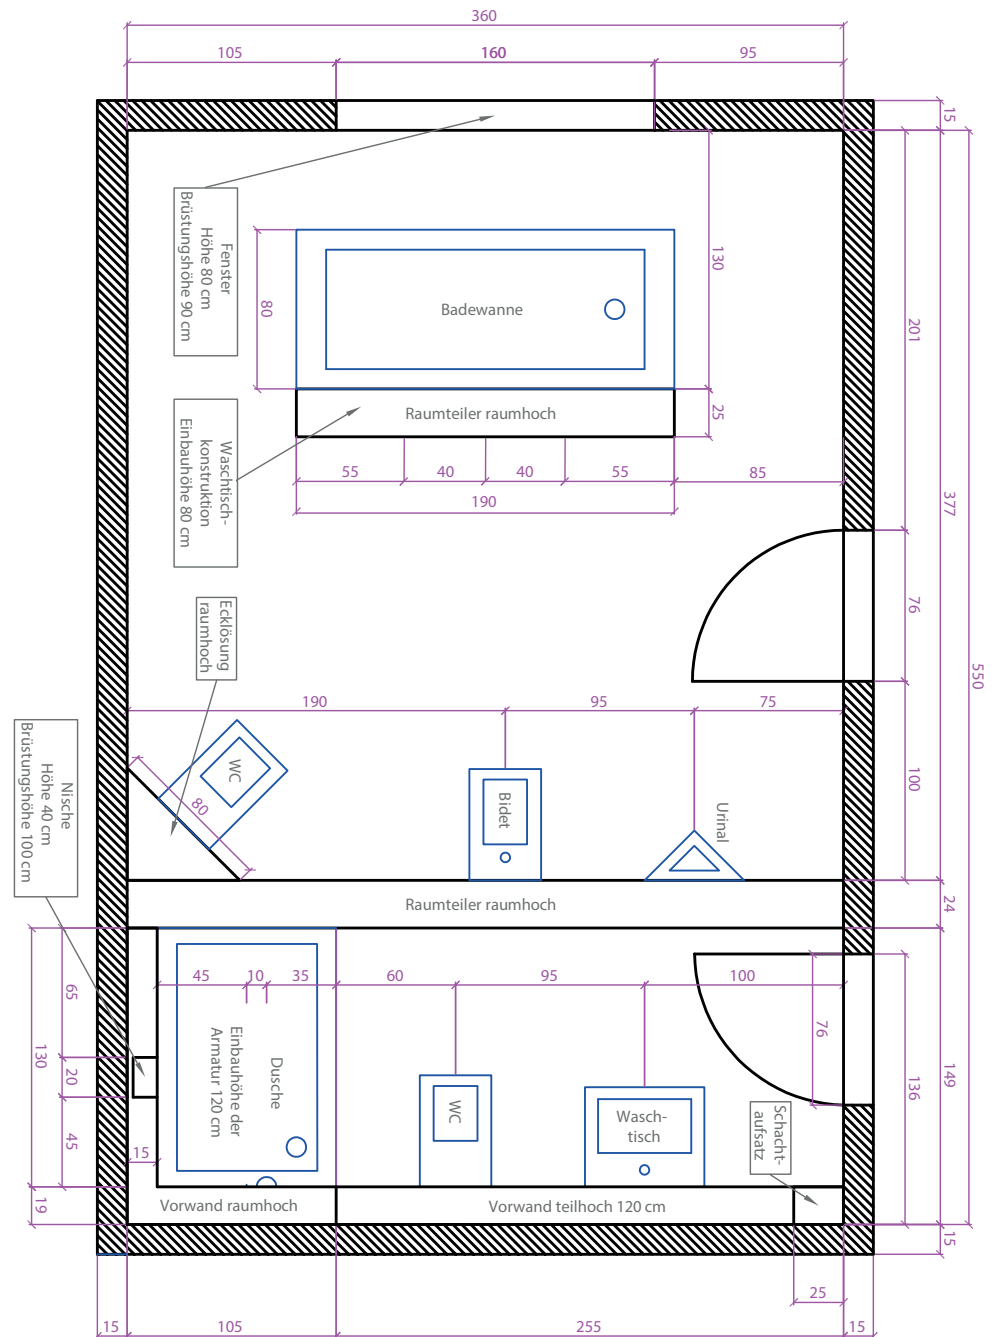 360
105
160
95
15
Fenster
Höhe 80 cm
Brüstungshöhe 90 cm
80
Badewanne
130
201
377
550
Waschtisch-
konstruktion
Einbauhöhe 80 cm
Raumteiler raumhoch
25
55
40
40
55
85
190
76
Ecklösung
raumhoch
190
95
75
100
WC
80
Bidet
Urinal
Nische
Höhe 40 cm
Brüstungshöhe 100 cm
Raumteiler raumhoch
24
45
10
35
60
95
100
65
130
20
45
19
15
Dusche
Einbauhöhe der
Armatur 120 cm
WC
Wasch-
tisch
Schacht-
aufsatz
76
136
149
15
Vorwand raumhoch
Vorwand teilhoch 120 cm
25
15
105
255
15